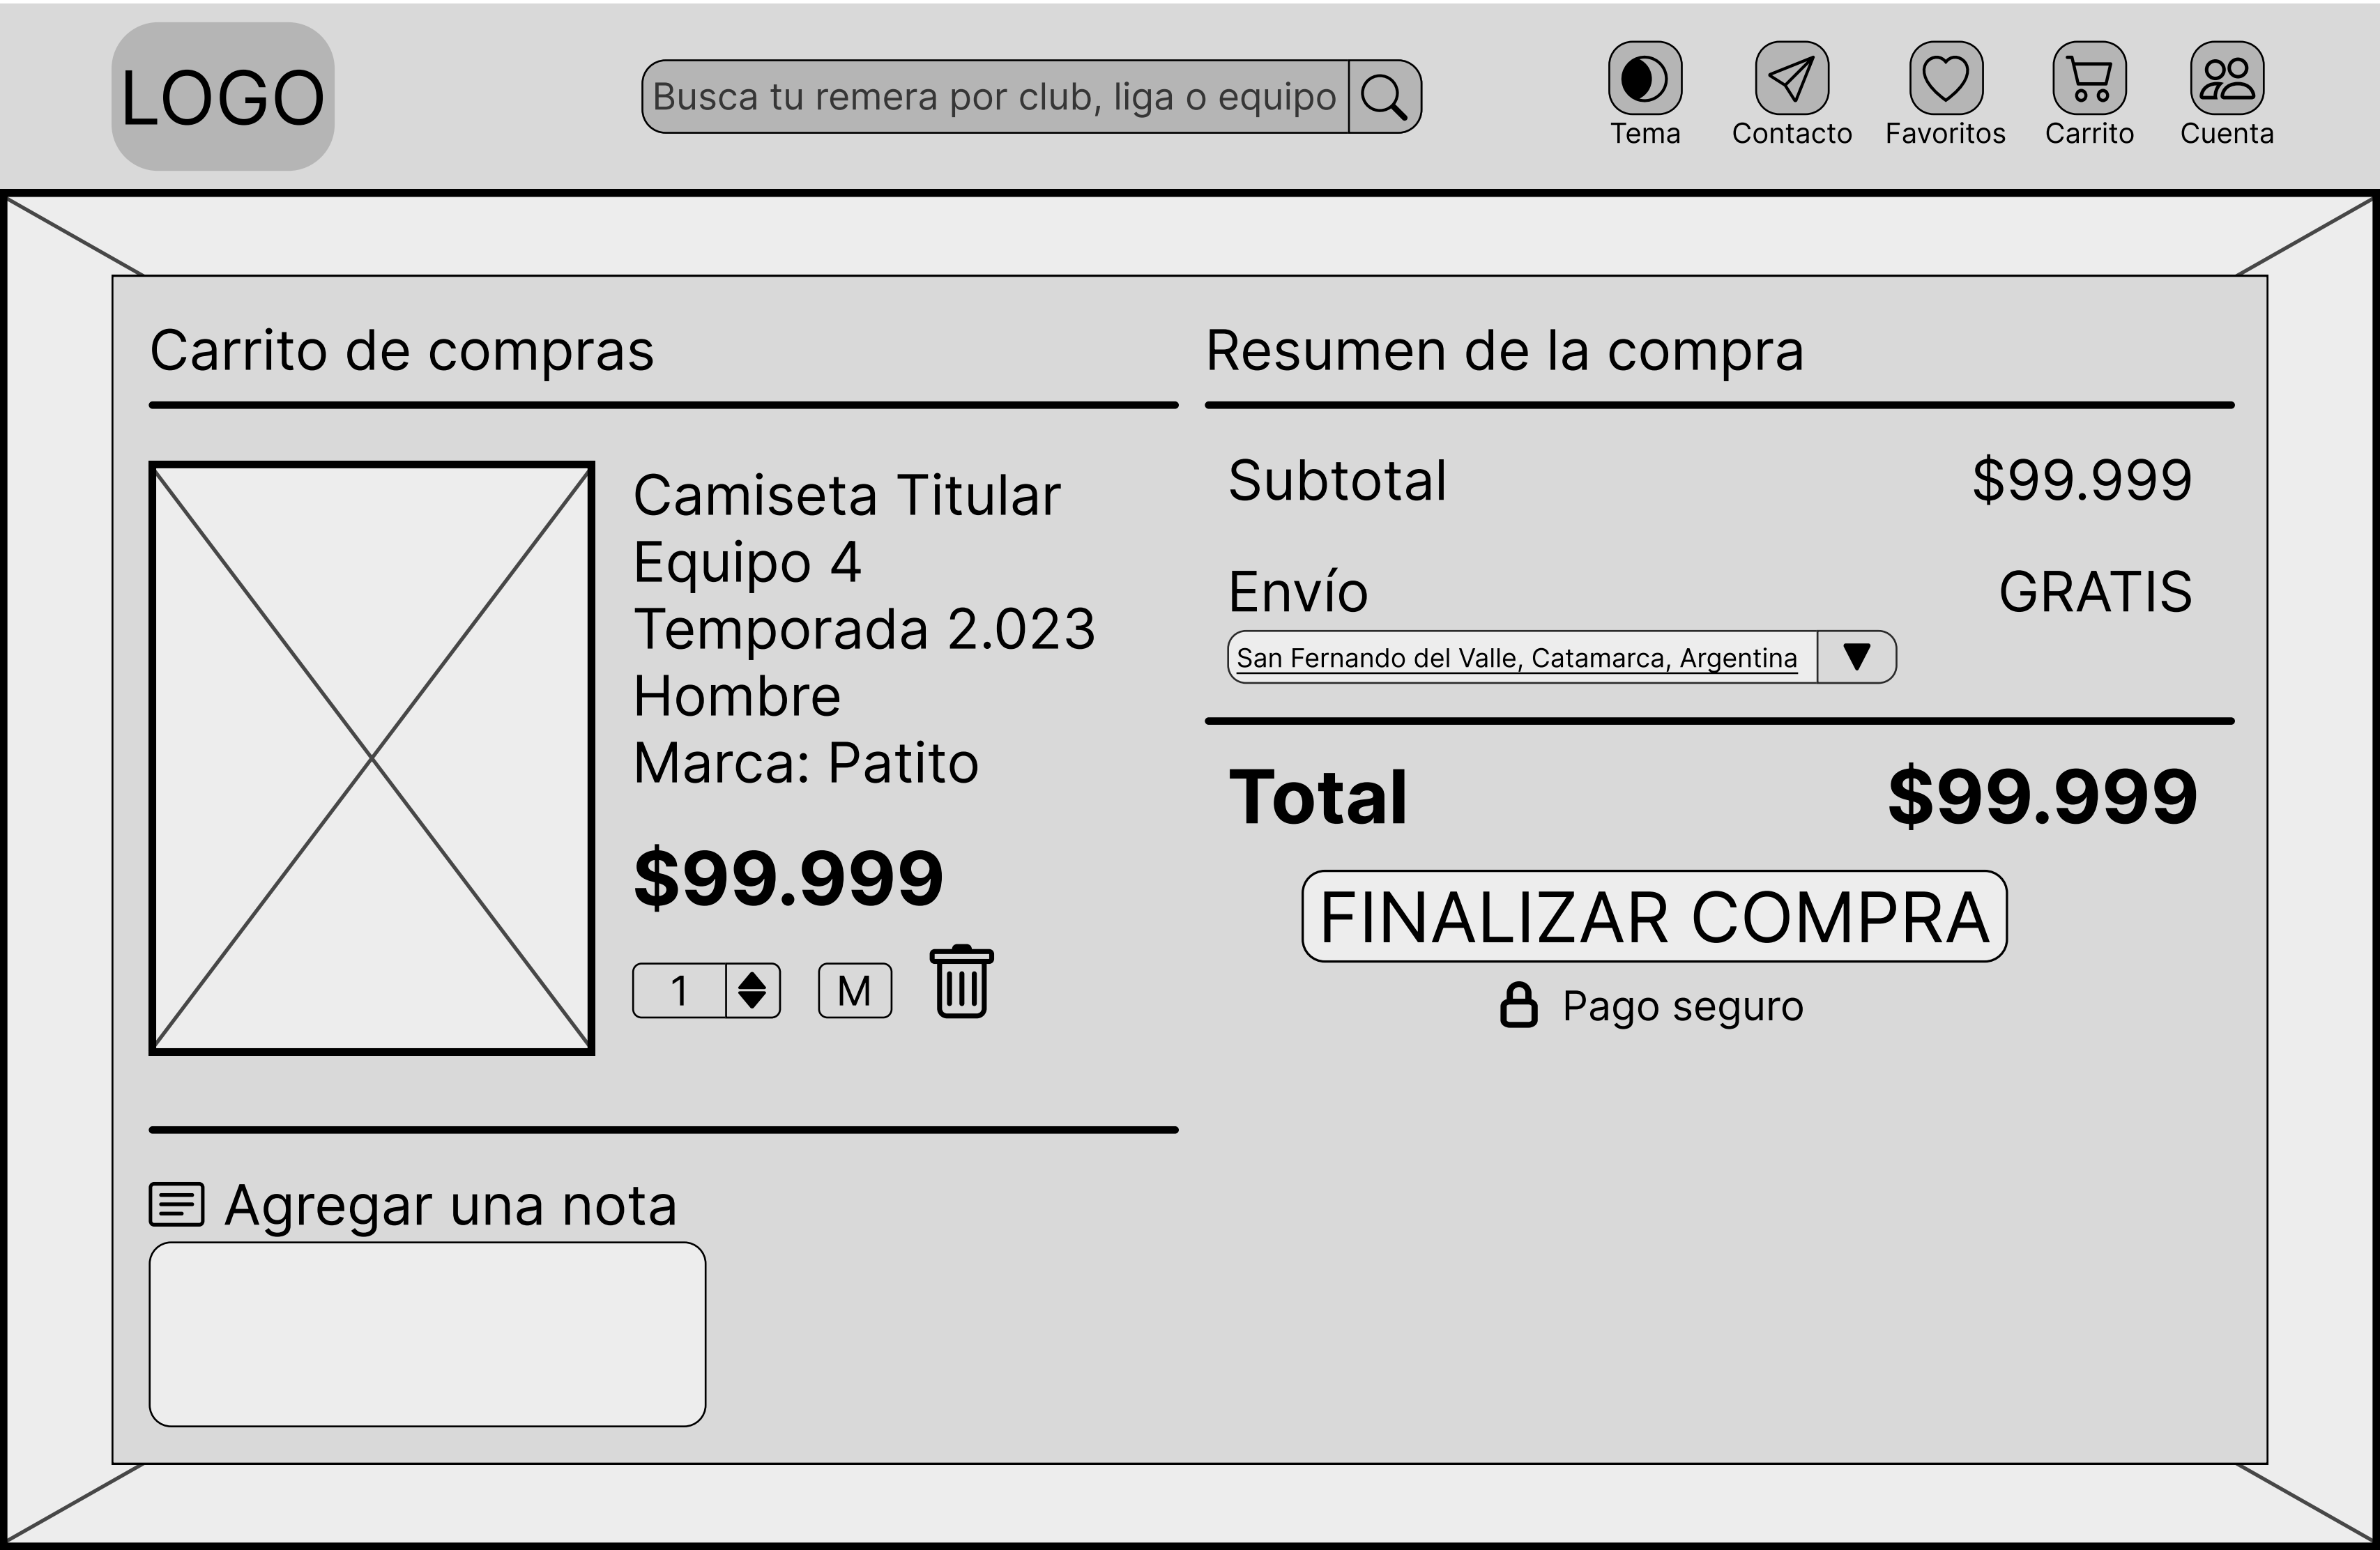 LOGO
Busca tu remera por club, liga o equipo
Tema
Contacto
Favoritos
Carrito
Cuenta
Carrito de compras
Camiseta Titular
Equipo 4
Temporada 2.023
Hombre
Marca: Patito
$99.999
1
M
Agregar una nota
Resumen de la compra
Subtotal
$99.999
Envío
GRATIS
San Fernando del Valle, Catamarca, Argentina
Total
$99.999
FINALIZAR COMPRA
Pago seguro